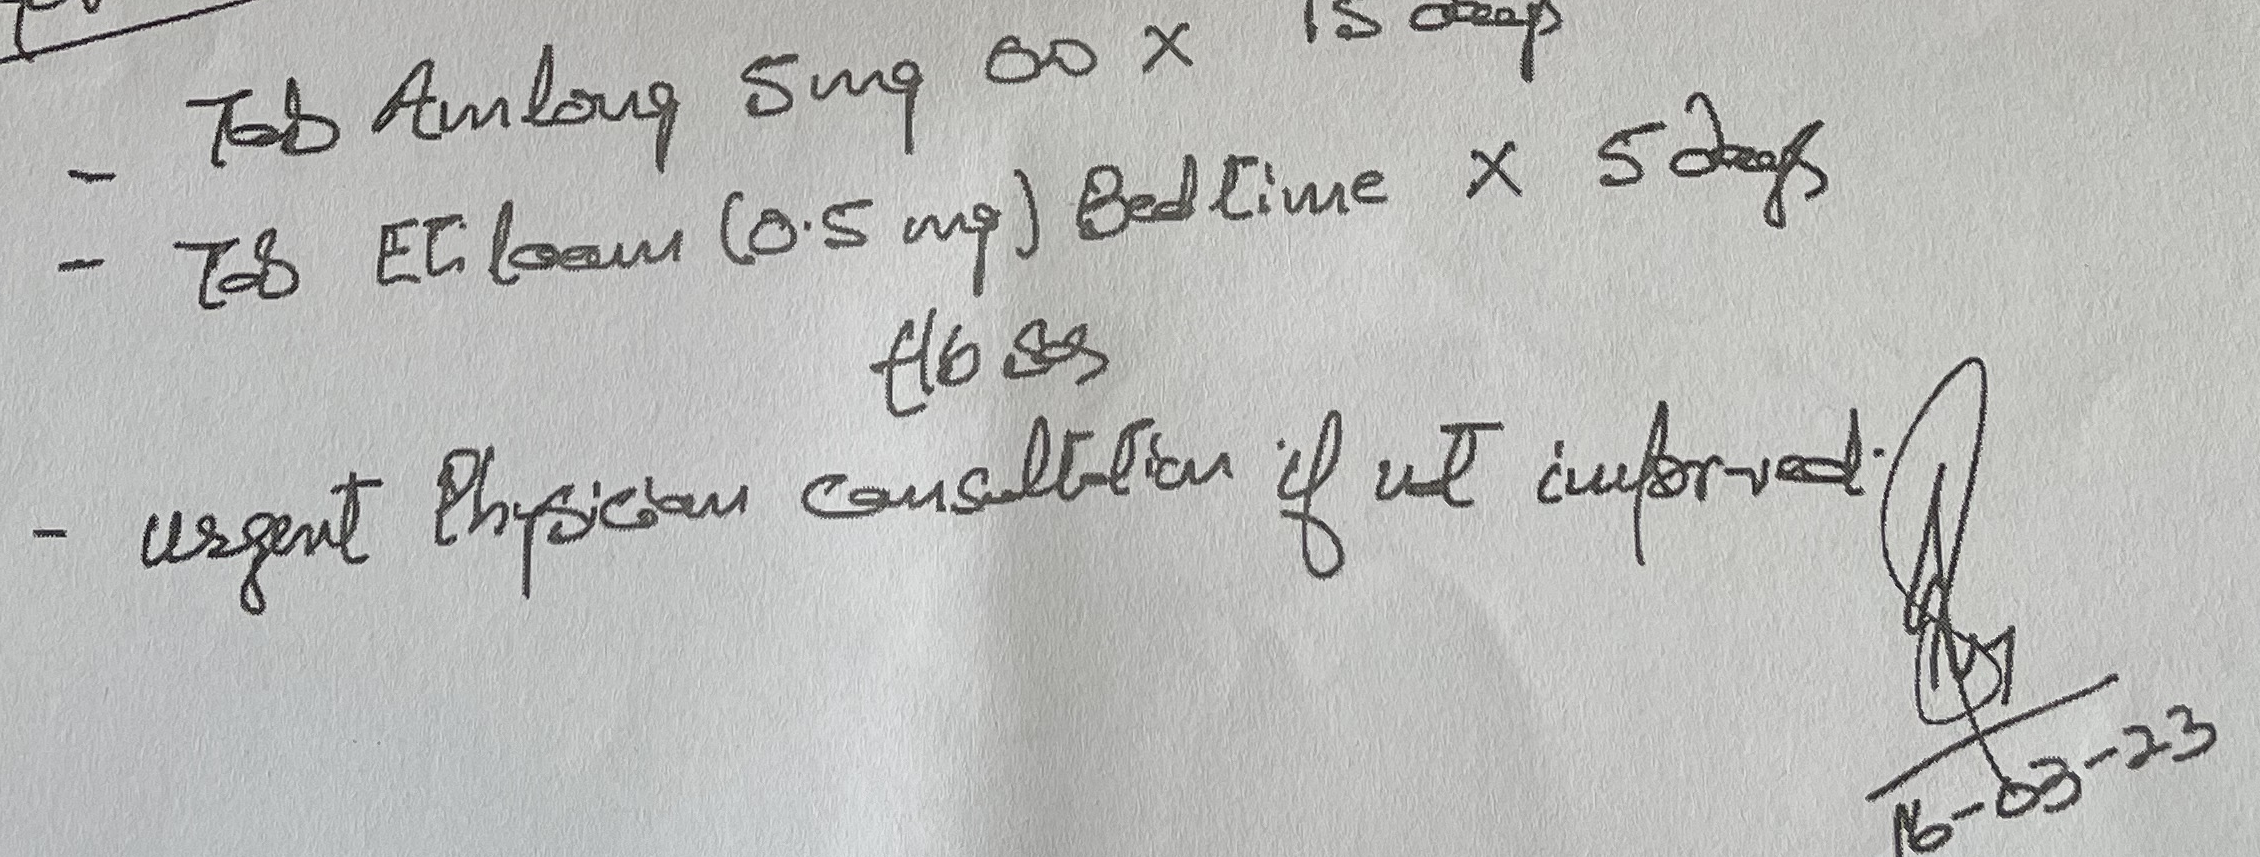 - Tab Amlong 5mg OD x 15 days
- Tab Etiloam (0.5 mg) Bedtime x 5 days
f/b SOS
- urgent Physician consultation if not improved.
16-03-23